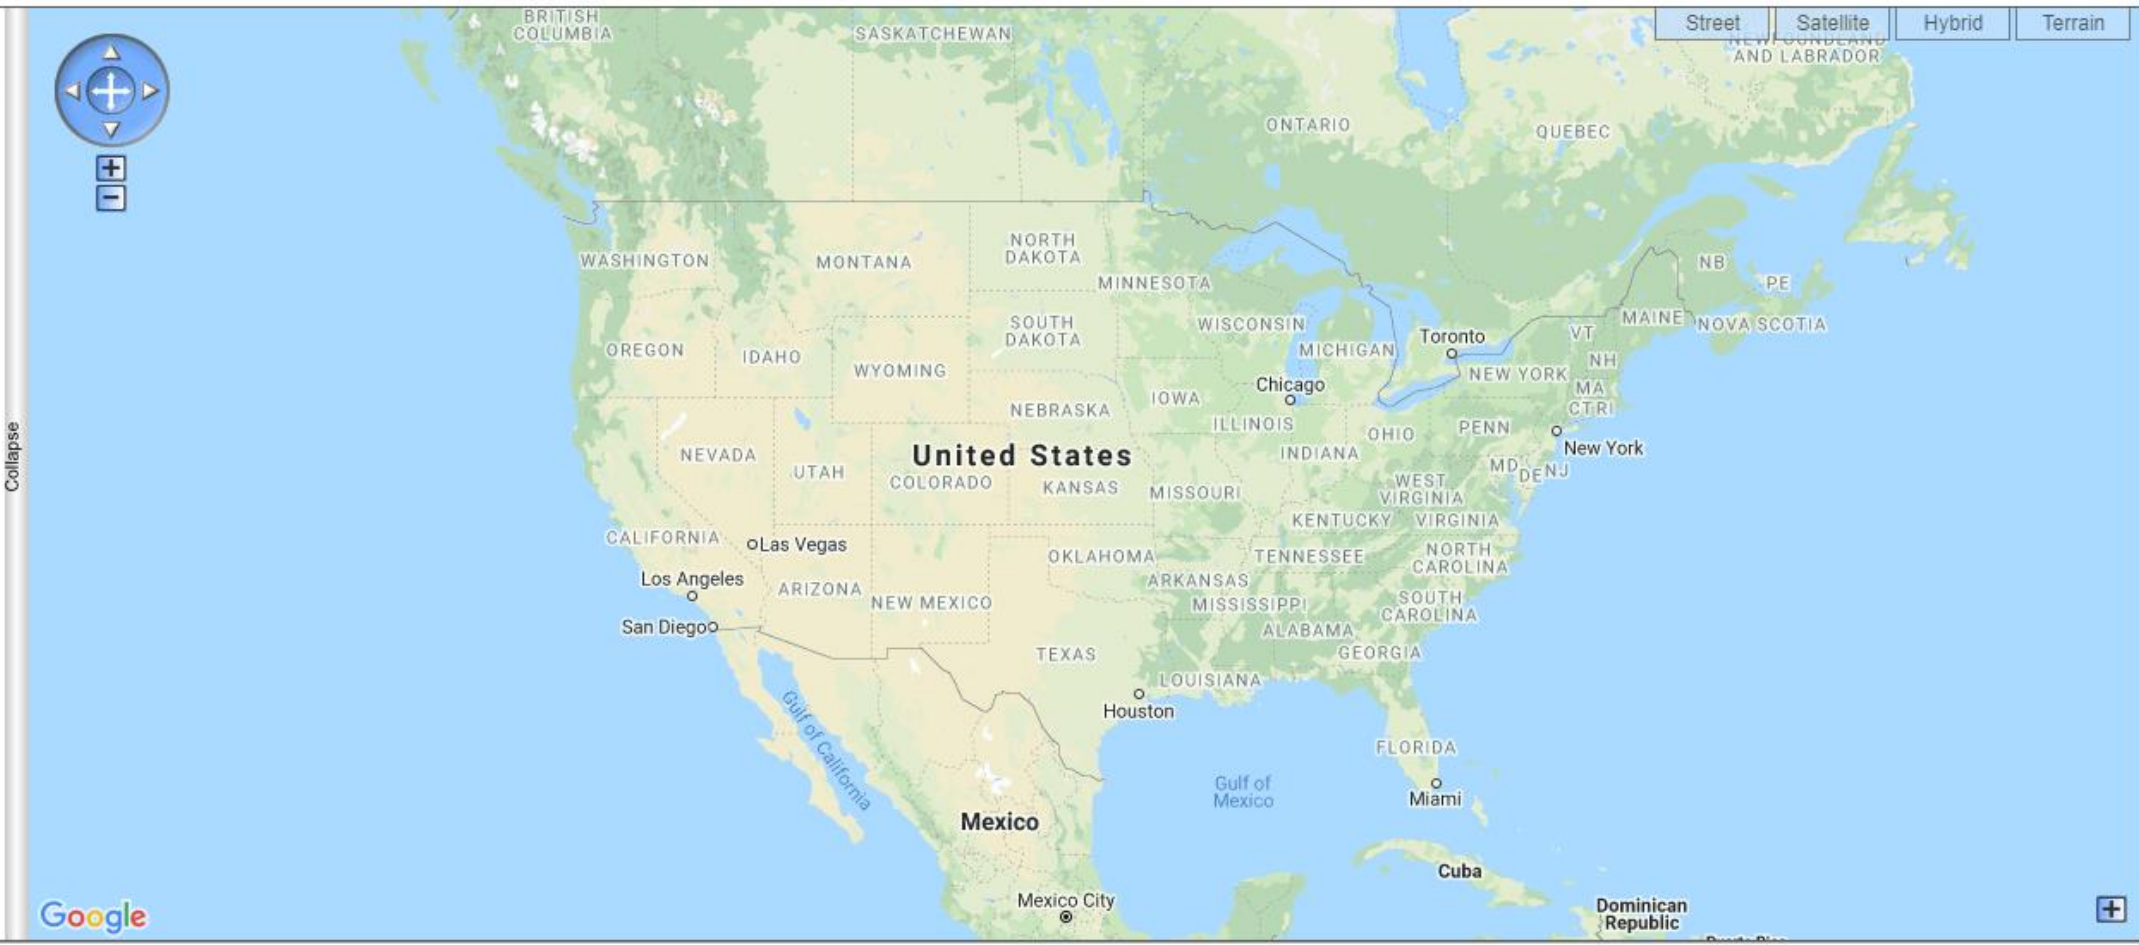 BRITISH
COLUMBIA
SASKATCHEWAN
Street
Satellite
Hybrid
Terrain
NEWFOUNDLAND
AND LABRADOR
ONTARIO
QUEBEC
WASHINGTON
MONTANA
NORTH
DAKOTA
MINNESOTA
NB
PE
SOUTH
DAKOTA
WISCONSIN
MICHIGAN
Toronto
VT
MAINE
NOVA SCOTIA
OREGON
IDAHO
WYOMING
NH
NEW YORK
MA
CT RI
Chicago
IOWA
NEBRASKA
ILLINOIS
OHIO
PENN
New York
Collapse
NEVADA
UTAH
United States
COLORADO
KANSAS
MISSOURI
INDIANA
WEST
VIRGINIA
MD
DE
NJ
KENTUCKY
VIRGINIA
CALIFORNIA
Las Vegas
OKLAHOMA
TENNESSEE
NORTH
CAROLINA
Los Angeles
ARIZONA
NEW MEXICO
ARKANSAS
MISSISSIPPI
SOUTH
CAROLINA
San Diego
ALABAMA
TEXAS
GEORGIA
LOUISIANA
Houston
Gulf of California
FLORIDA
Gulf of
Mexico
Miami
Mexico
Cuba
Mexico City
Dominican
Republic
Google